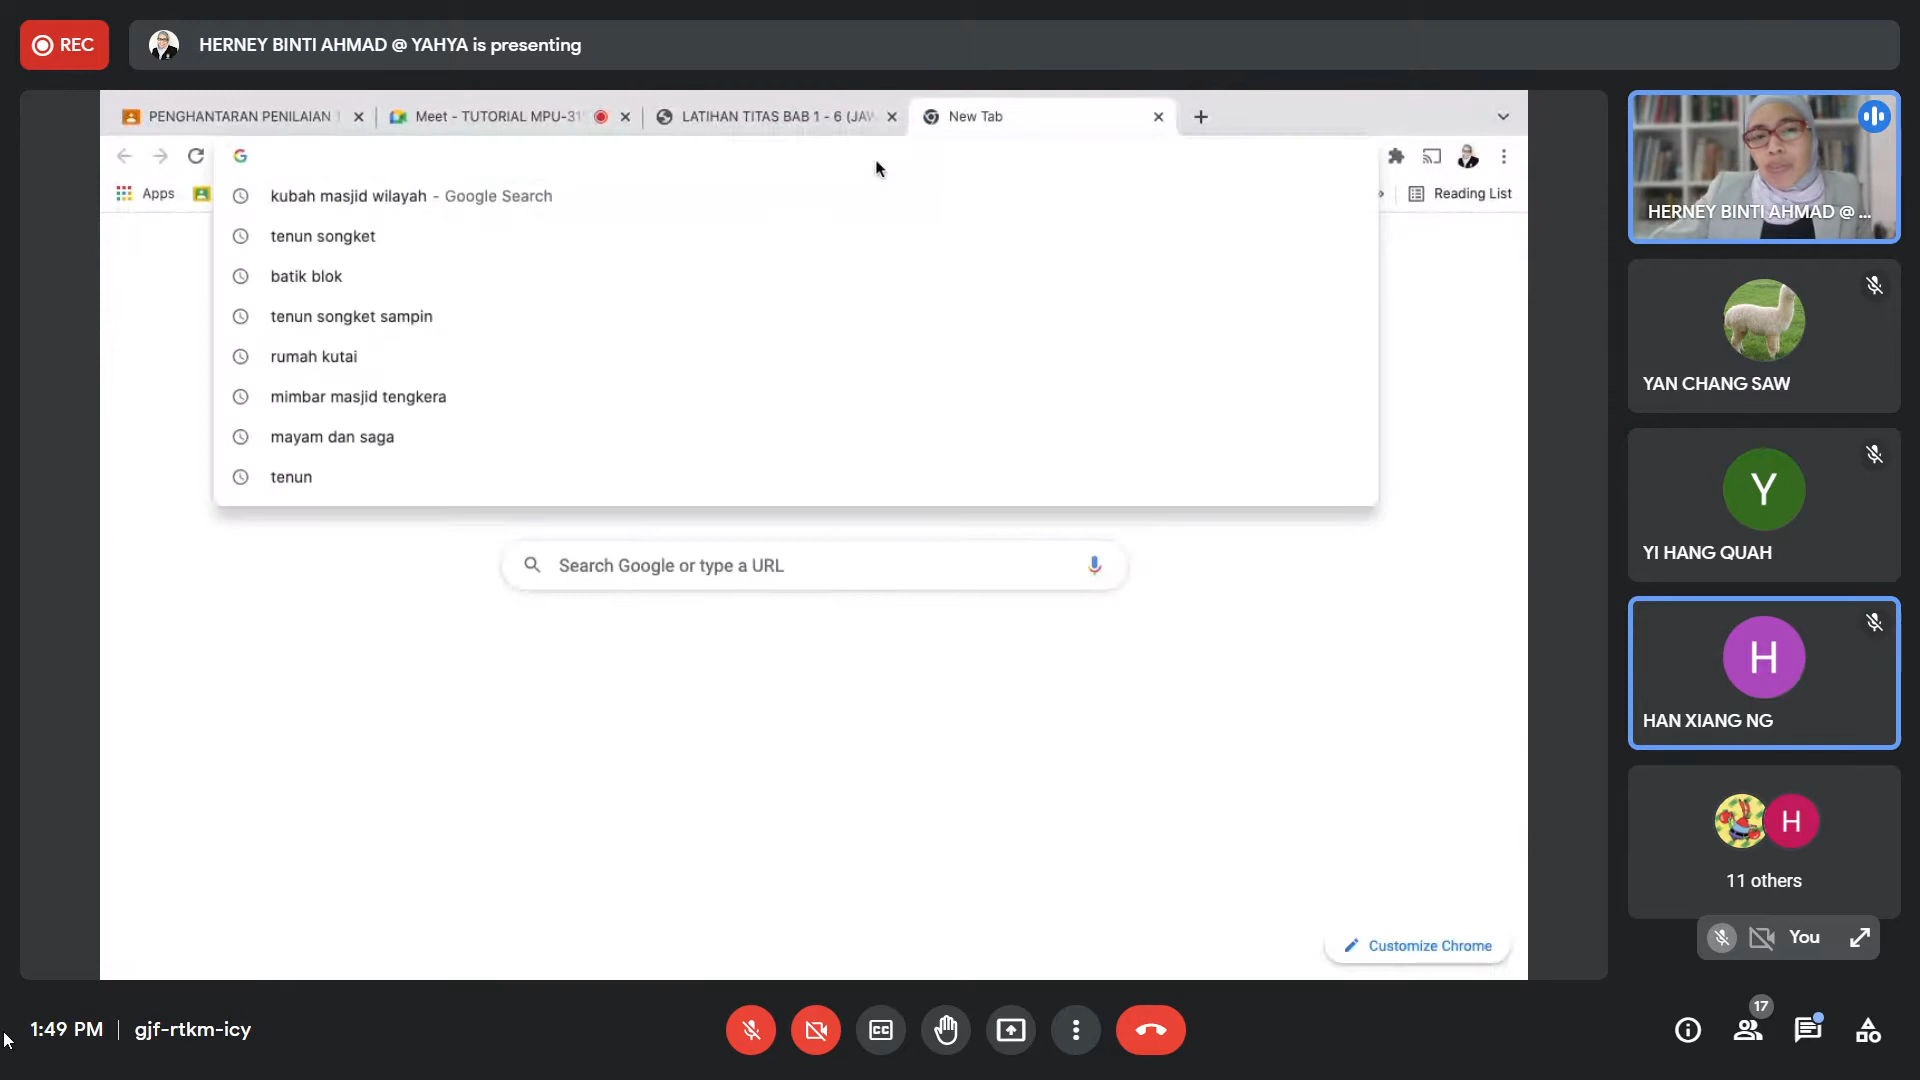 REC
HERNEY BINTI AHMAD @ YAHYA is presenting
PENGHANTARAN PENILAIAN
Meet - TUTORIAL MPU-31
LATIHAN TITAS BAB 1 - 6 (JAW
New Tab
kubah masjid wilayah - Google Search
Apps
Reading List
tenun songket
batik blok
tenun songket sampin
rumah kutai
mimbar masjid tengkera
mayam dan saga
tenun
Search Google or type a URL
Customize Chrome
HERNEY BINTI AHMAD @ ...
YAN CHANG SAW
Y
YI HANG QUAH
H
HAN XIANG NG
H
11 others
You
1:49 PM
gjf-rtkm-icy
CC
17